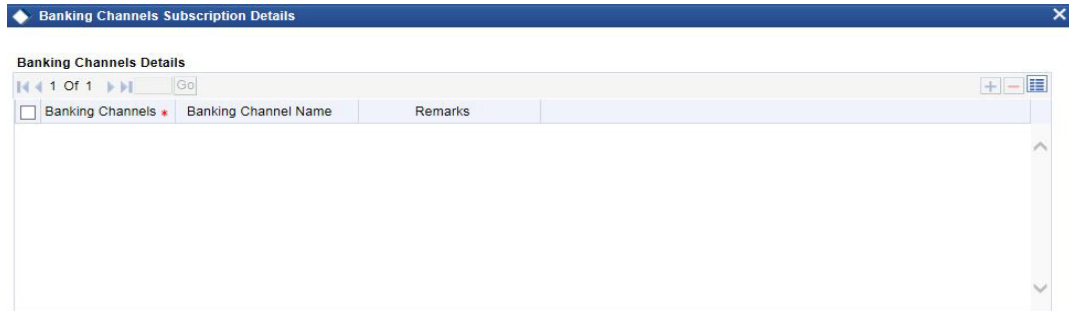 Banking Channels Subscription Details
Banking Channels Details
1 Of 1 Go
Banking Channels * Banking Channel Name Remarks